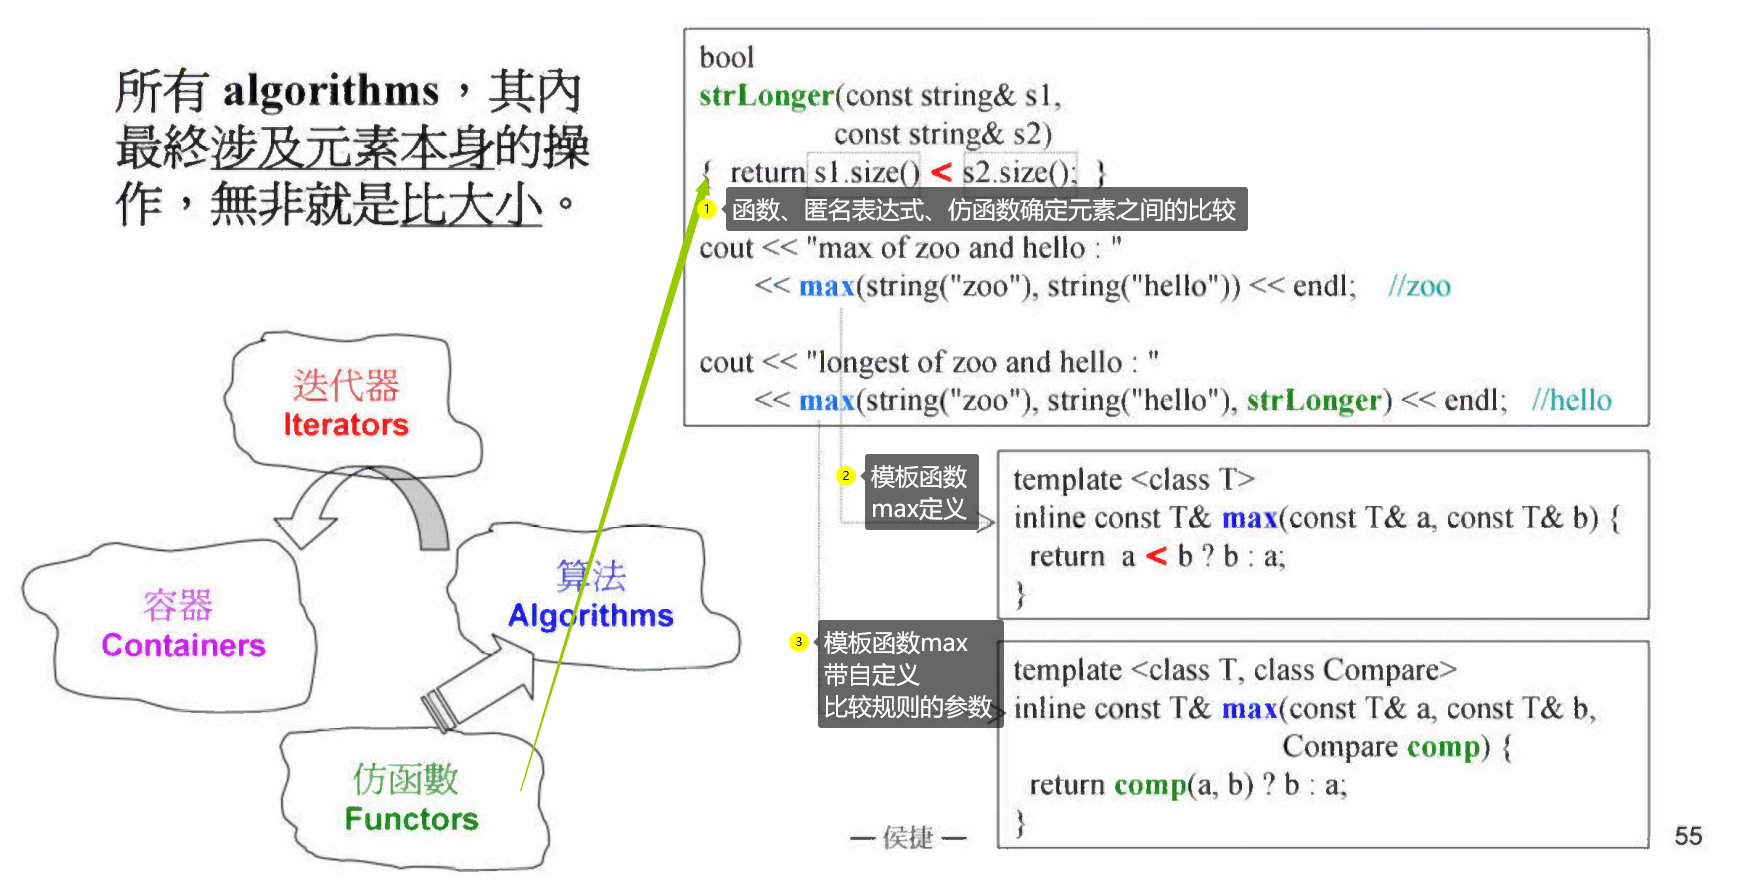 所有 algorithms，其內
最終涉及元素本身的操
作，無非就是比大小。
bool
strLonger(const string& s1,
const string& s2)
{ return s1.size() < s2.size(); }
1 函数、匿名表达式、仿函数确定元素之间的比较
cout << "max of zoo and hello : "
<< max(string("zoo"), string("hello")) << endl; //zoo
cout << "longest of zoo and hello : "
<< max(string("zoo"), string("hello"), strLonger) << endl; //hello
迭代器
Iterators
容器
Containers
算法
Algorithms
仿函數
Functors
2 模板函数
max定义
template <class T>
inline const T& max(const T& a, const T& b) {
return a < b ? b : a;
}
3 模板函数max
带自定义
比较规则的参数
template <class T, class Compare>
inline const T& max(const T& a, const T& b,
Compare comp) {
return comp(a, b) ? b : a;
}
— 侯捷 —
55